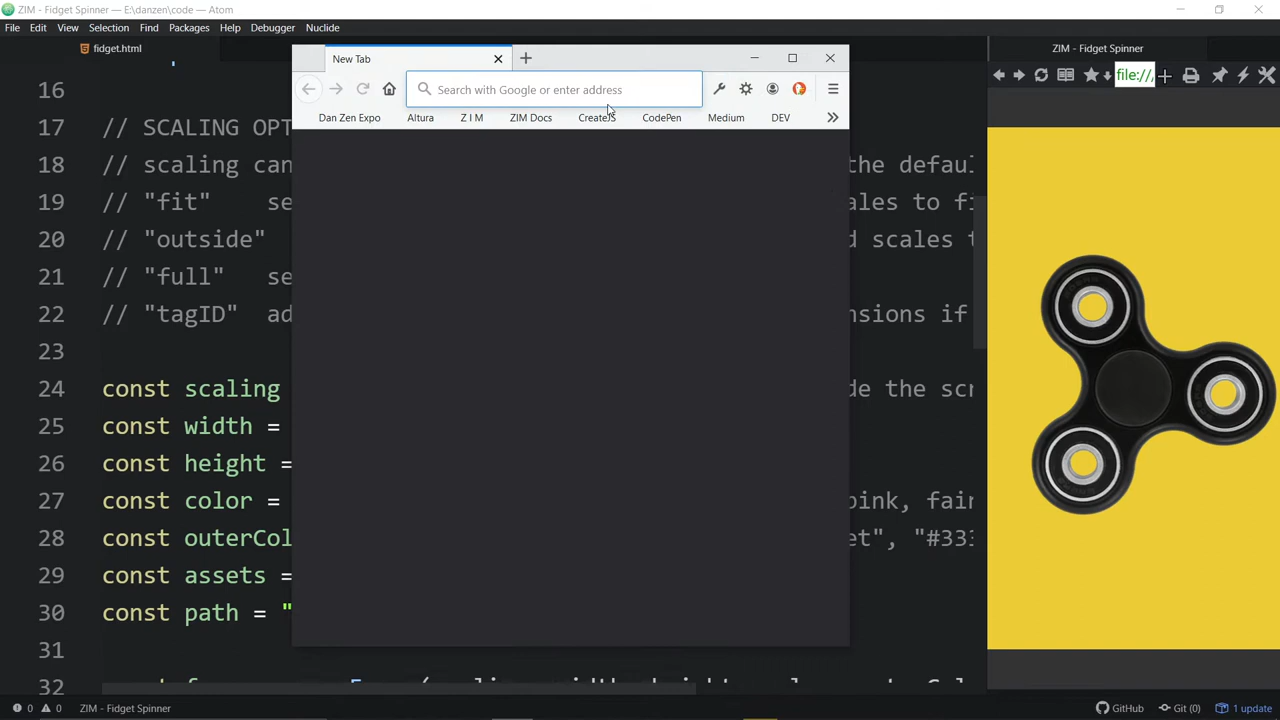 ZIM - Fidget Spinner — E:\danzen\code — Atom
File Edit View Selection Find Packages Help Debugger Nuclide
fidget.html
ZIM - Fidget Spinner
New Tab
Search with Google or enter address
file:///
Dan Zen Expo Altura Z I M ZIM Docs CreateJS CodePen Medium DEV
16
17 // SCALING OPT
18 // scaling can the defaul
19 // "fit" se ales to fi
20 // "outside" d scales t
21 // "full" se
22 // "tagID" ad nsions if
23
24 const scaling de the scr
25 const width =
26 const height =
27 const color = pink, fair
28 const outerCol et", "#333
29 const assets =
30 const path = "
31
32
0 0 ZIM - Fidget Spinner GitHub Git (0) 1 update